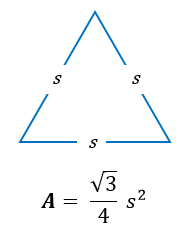 s s
s
A = √3/4 s²